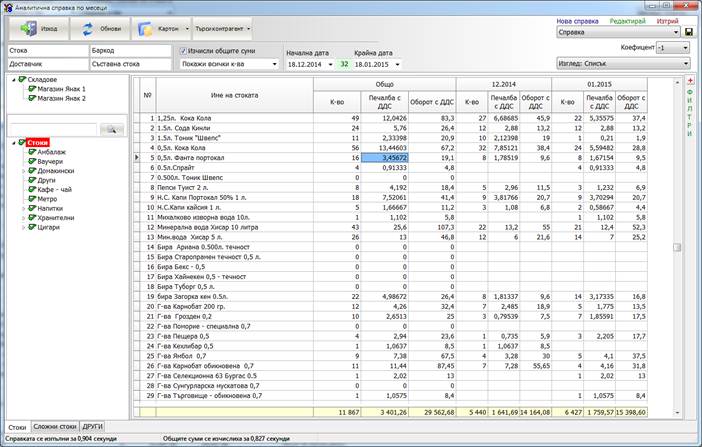 Аналитична справка по месеци
Изход Обнови Картон Търси контрагент
Нова справка Редактирай Изтрий
Справка
Стока Баркод
Доставчик Съставна стока
Изчисли общите суми
Покажи всички к-ва
Начална дата Крайна дата
18.12.2014 32 18.01.2015
Коефицент -1
Изглед: Списък
Складове
Магазин Янак 1
Магазин Янак 2
Стоки
Амбалаж
Ваучери
Домакински
Други
Кафе - чай
Метро
Напитки
Хранителни
Цигари
ФИЛТРИ
№ Име на стоката Общо 12.2014 01.2015
К-во Печалба с ДДС Оборот с ДДС К-во Печалба с ДДС Оборот с ДДС К-во Печалба с ДДС Оборот с ДДС
1 1,25л. Кока Кола 49 12,0426 83,3 27 6,68685 45,9 22 5,35575 37,4
2 1.5л. Сода Кинли 24 5,76 26,4 12 2,88 13,2 12 2,88 13,2
3 1.5л. Тоник "Швепс" 11 2,33398 20,9 10 2,12398 19 1 0,21 1,9
4 0,5л. Кока Кола 56 13,44603 67,2 32 7,85121 38,4 24 5,59482 28,8
5 0,5л. Фанта портокал 16 3,45672 19,1 8 1,78519 9,6 8 1,67154 9,5
6 0.5л.Спрайт 4 0,91333 4,8 4 0,91333 4,8
7 0.500л. Тоник Швепс 0 0
8 Пепси Туист 2 л. 8 4,192 18,4 5 2,96 11,5 3 1,232 6,9
9 Н.С. Капи Портокал 50% 1 л. 18 7,52061 41,4 9 3,81766 20,7 9 3,70294 20,7
10 Н.С.Капи кайсия 1 л. 5 1,66667 11,2 3 1,08 6,8 2 0,58667 4,4
11 Михалково изворна вода 10л. 1 1,102 5,8 1 1,102 5,8
12 Минерална вода Хисар 10 литра 43 25,6 107,3 22 13,2 55 21 12,4 52,3
13 Мин.вода Хисар 5 л. 26 13 46,8 12 6 21,6 14 7 25,2
14 Бира Ариана 0.500л. течност 0 0
15 Бира Старопрамен течност 0,5 л. 0 0
16 Бира Бекс - 0,5 0 0
17 Бира Хайнекен 0,5 - течност 0 0
18 Бира Туборг 0,5 л. 0 0
19 бира Загорка кен 0.5л. 22 4,98672 26,4 8 1,81337 9,6 14 3,17335 16,8
20 Г-ва Карнобат 200 гр. 12 4,26 32,4 7 2,485 18,9 5 1,775 13,5
21 Г-ва Грозден 0,2 10 2,6513 25 3 0,79539 7,5 7 1,85591 17,5
22 Г-ва Поморие - специална 0,7 0 0
23 Г-ва Пещера 0,5 4 2,94 23,6 1 0,735 5,9 3 2,205 17,7
24 Г-ва Кехлибар 0,5 1 1,0637 8,5 1 1,0637 8,5
25 Г-ва Ямбол 0,7 9 7,38 67,5 4 3,28 30 5 4,1 37,5
26 Г-ва Карнобат обикновена 0,7 11 11,44 87,45 7 7,28 55,65 4 4,16 31,8
27 Г-ва Селекционна 63 Бургас 0.5 1 2,02 13 1 2,02 13
28 Г-ва Сунгурларска мускатова 0,7 0 0
29 Г-ва Търговище - обикновена 0,7 1 1,0575 8,4 1 1,0575 8,4
11 867 3 401,26 29 562,68 5 440 1 641,69 14 164,08 6 427 1 759,57 15 398,60
Стоки Сложни стоки ДРУГИ
Справката се изпълни за 0,904 секунди Общите суми се изчислиха за 0,827 секунди